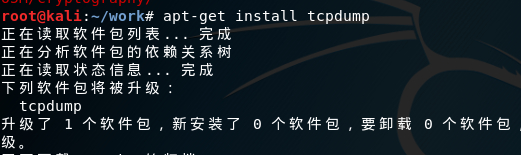 root@kali:~/work# apt-get install tcpdump
正在读取软件包列表... 完成
正在分析软件包的依赖关系树
正在读取状态信息... 完成
下列软件包将被升级：
tcpdump
升级了 1 个软件包，新安装了 0 个软件包，要卸载 0 个软件包，
级。